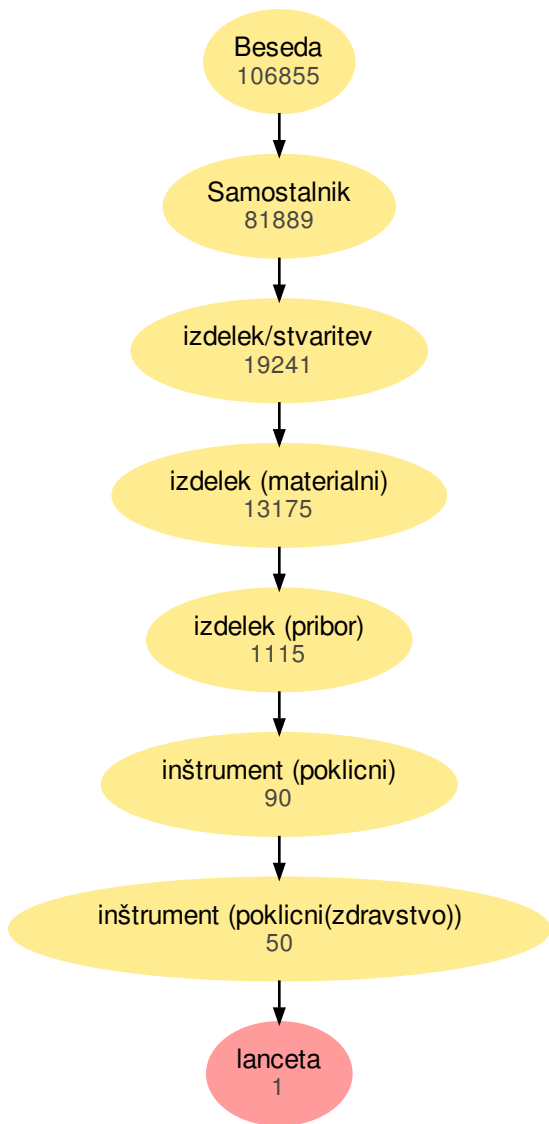 Beseda
106855
Samostalnik
81889
izdelek/stvaritev
19241
izdelek (materialni)
13175
izdelek (pribor)
1115
inštrument (poklicni)
90
inštrument (poklicni(zdravstvo))
50
lanceta
1